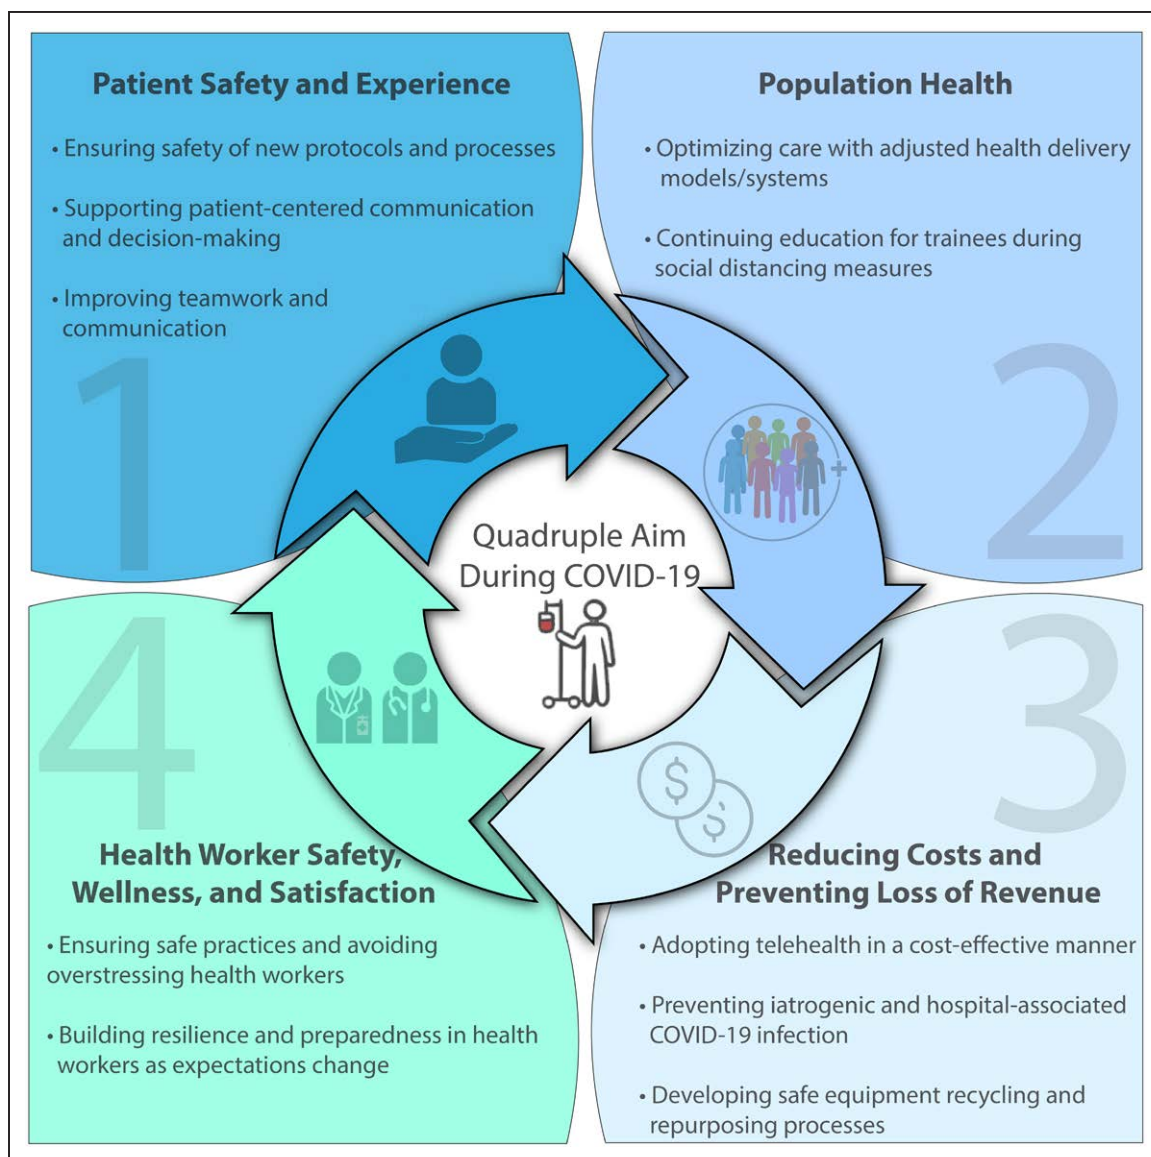 Patient Safety and Experience
• Ensuring safety of new protocols and processes
• Supporting patient-centered communication
and decision-making
• Improving teamwork and
communication
1
Population Health
• Optimizing care with adjusted health delivery
models/systems
• Continuing education for trainees during
social distancing measures
2
+
Quadruple Aim
During COVID-19
3
$
$
Reducing Costs and
Preventing Loss of Revenue
• Adopting telehealth in a cost-effective manner
• Preventing iatrogenic and hospital-associated
COVID-19 infection
• Developing safe equipment recycling and
repurposing processes
4
Health Worker Safety,
Wellness, and Satisfaction
• Ensuring safe practices and avoiding
overstressing health workers
• Building resilience and preparedness in health
workers as expectations change